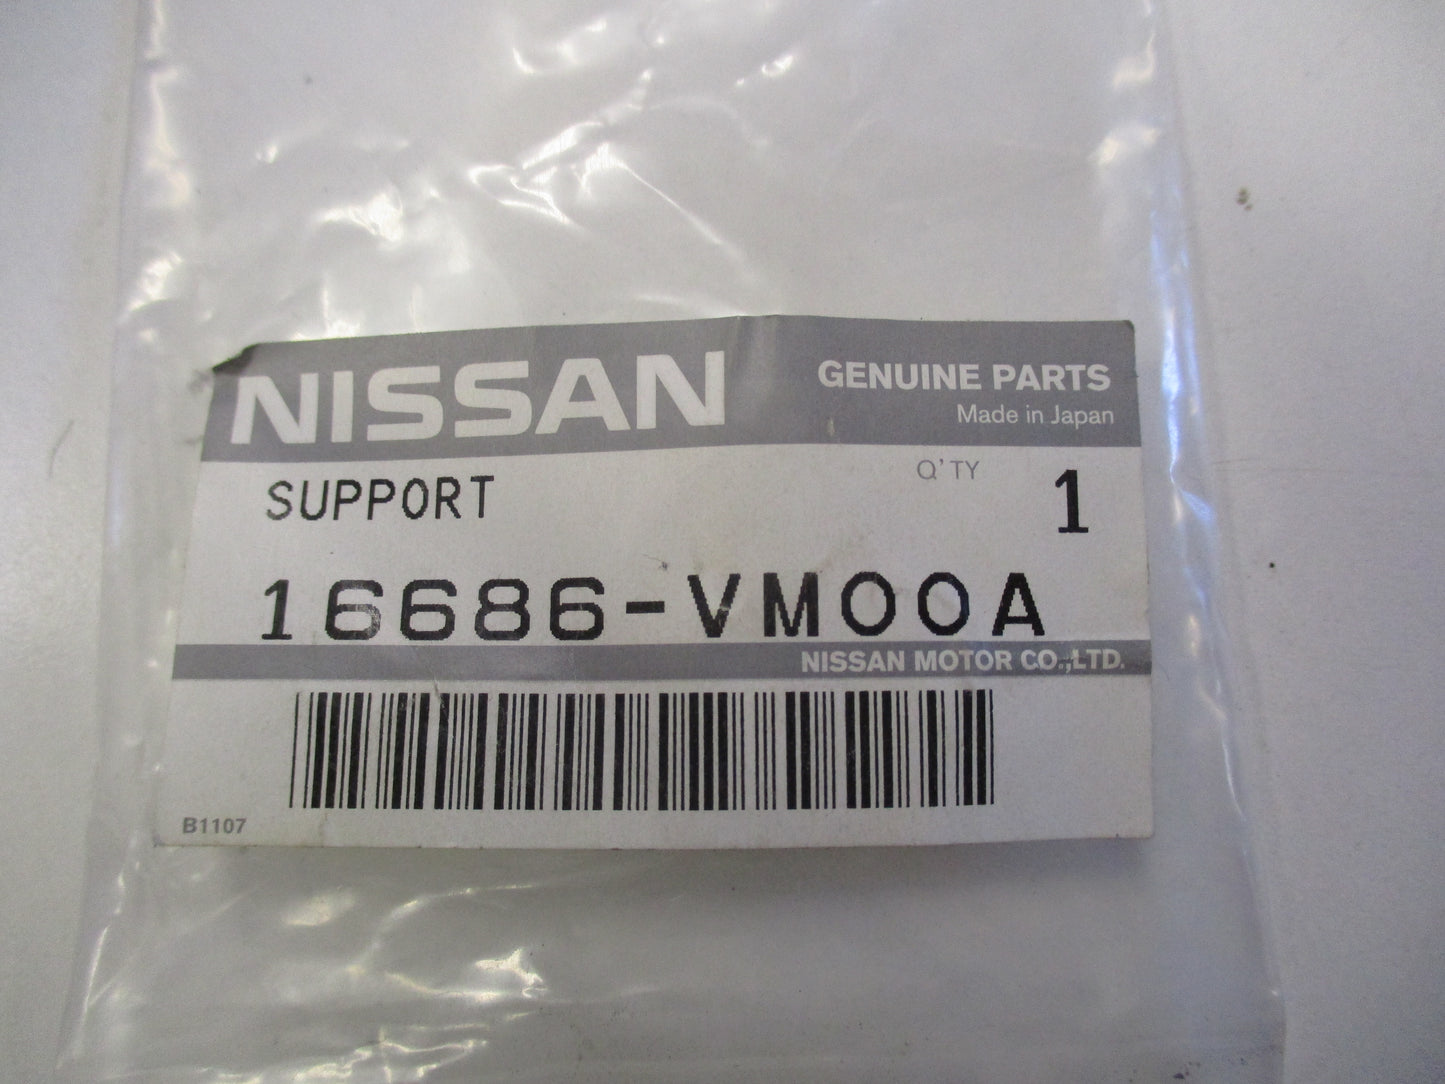 NISSAN
GENUINE PARTS
Made in Japan
SUPPORT
Q'TY 1
16686-VM00A
NISSAN MOTOR CO.,LTD.
B1107